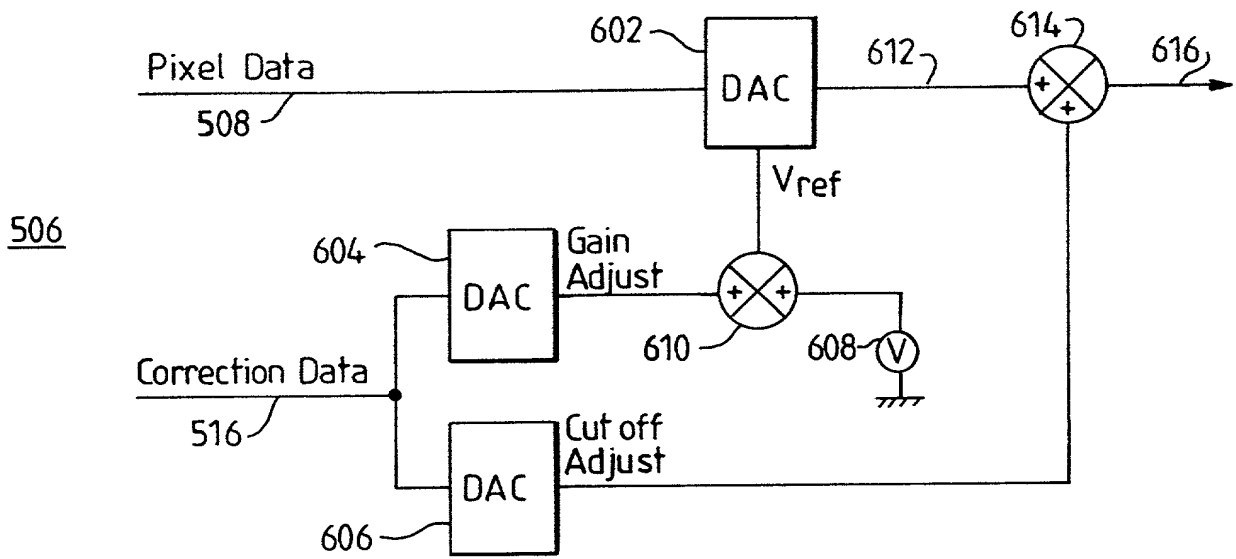 602
614
616
Pixel Data
DAC
612
+
+
508
Vref
506
604
Gain
Adjust
DAC
+ +
610
608
V
Correction Data
516
Cut off
Adjust
DAC
606